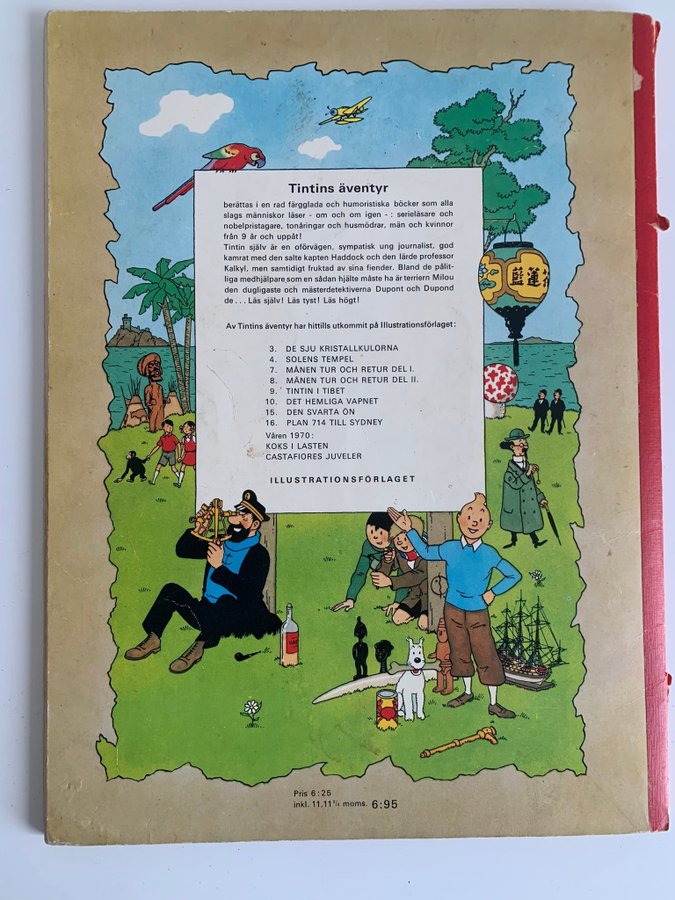 Tintins äventyr
berättas i en rad färgglada och humoristiska böcker som alla
slags människor läser - om och om igen - : serieläsare och
nobelpristagare, tonåringar och husmödrar, män och kvinnor
från 9 år och uppåt!
Tintin själv är en oförvägen, sympatisk ung journalist, god
kamrat med den salte kapten Haddock och den lärde professor
Kalkyl, men samtidigt fruktad av sina fiender. Bland de pålit-
liga medhjälpare som en sådan hjälte måste ha är terriern Milou
den dugligaste och mästerdetektiverna Dupont och Dupond
de... Läs själv! Läs tyst! Läs högt!
Av Tintins äventyr har hittills utkommit på Illustrationsförlaget:
3. DE SJU KRISTALLKULORNA
4. SOLENS TEMPEL
7. MÅNEN TUR OCH RETUR DEL I.
8. MÅNEN TUR OCH RETUR DEL II.
9. TINTIN I TIBET
10. DET HEMLIGA VAPNET
15. DEN SVARTA ÖN
16. PLAN 714 TILL SYDNEY
Våren 1970:
KOKS I LASTEN
CASTAFIORES JUVELER
ILLUSTRATIONSFÖRLAGET
藍蓮
Pris 6:25
inkl. 11,11 % moms. 6:95